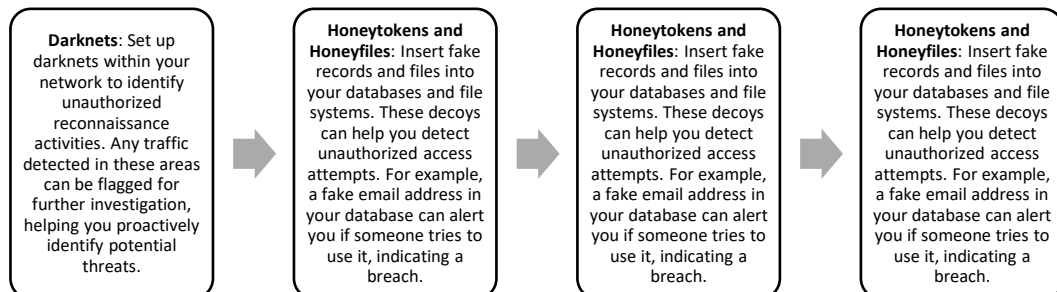 Darknets: Set up
darknets within your
network to identify
unauthorized
reconnaissance
activities. Any traffic
detected in these areas
can be flagged for
further investigation,
helping you proactively
identify potential
threats.
Honeytokens and
Honeyfiles: Insert fake
records and files into
your databases and file
systems. These decoys
can help you detect
unauthorized access
attempts. For example,
a fake email address in
your database can alert
you if someone tries to
use it, indicating a
breach.
Honeytokens and
Honeyfiles: Insert fake
records and files into
your databases and file
systems. These decoys
can help you detect
unauthorized access
attempts. For example,
a fake email address in
your database can alert
you if someone tries to
use it, indicating a
breach.
Honeytokens and
Honeyfiles: Insert fake
records and files into
your databases and file
systems. These decoys
can help you detect
unauthorized access
attempts. For example,
a fake email address in
your database can alert
you if someone tries to
use it, indicating a
breach.